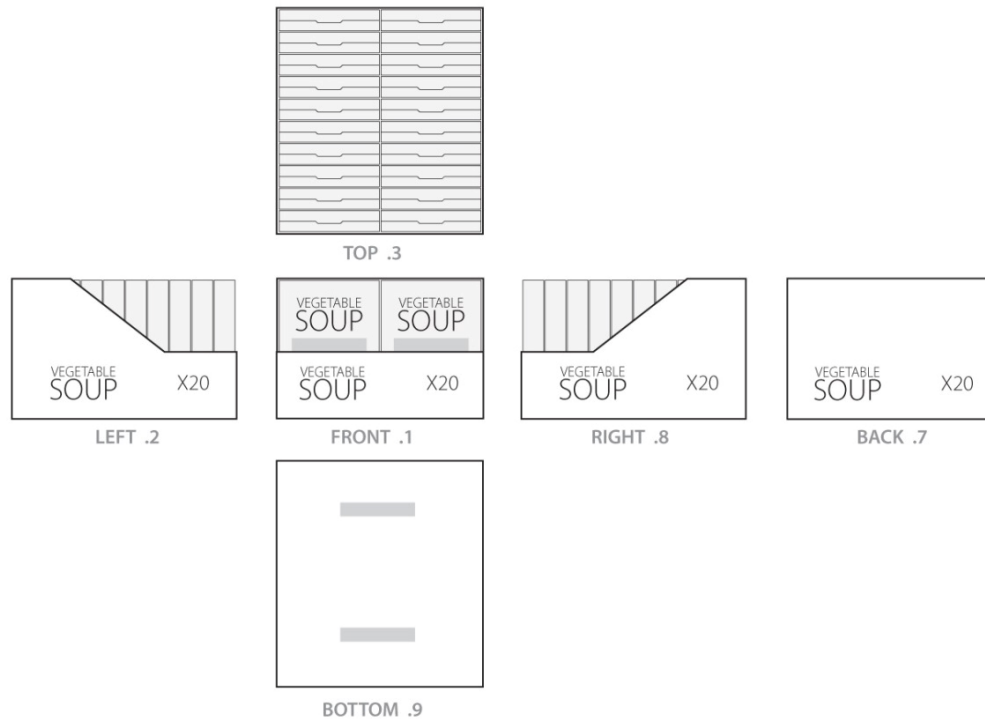 TOP .3
VEGETABLE
SOUP
X20
LEFT .2
VEGETABLE
SOUP
VEGETABLE
SOUP
VEGETABLE
SOUP
X20
FRONT .1
VEGETABLE
SOUP
X20
RIGHT .8
VEGETABLE
SOUP
X20
BACK .7
BOTTOM .9